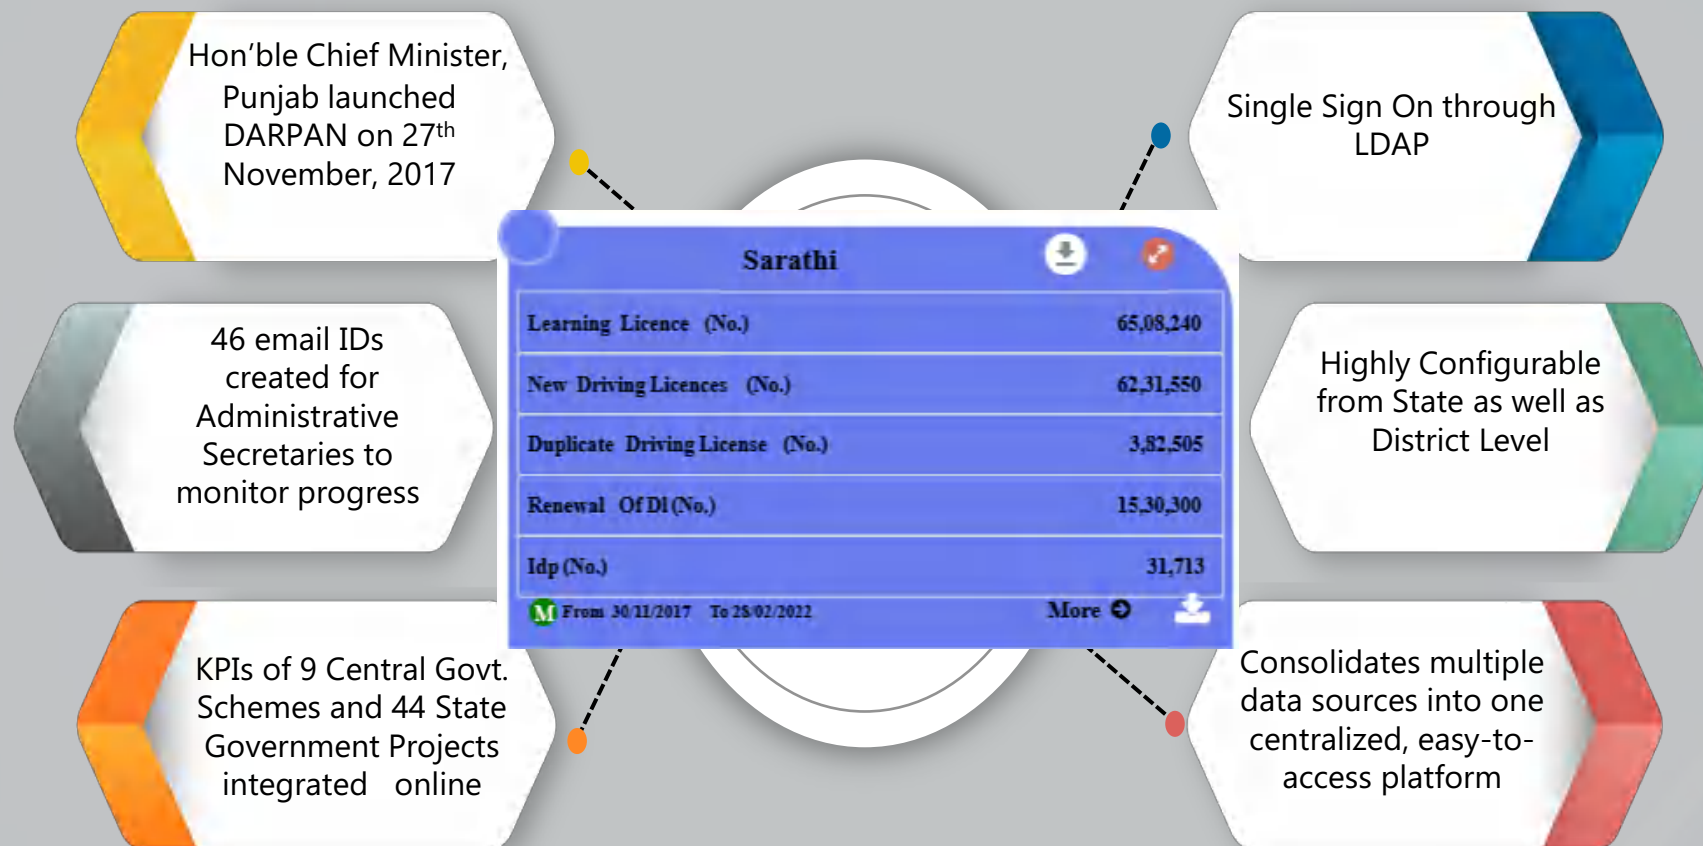 Hon’ble Chief Minister,
Punjab launched
DARPAN on 27th
November, 2017
Single Sign On through
LDAP
46 email IDs
created for
Administrative
Secretaries to
monitor progress
Sarathi
Learning Licence (No.) 65,08,240
New Driving Licences (No.) 62,31,550
Duplicate Driving License (No.) 3,82,505
Renewal Of Dl (No.) 15,30,300
Idp (No.) 31,713
M From 30/11/2017 To 28/02/2022 More
Highly Configurable
from State as well as
District Level
KPIs of 9 Central Govt.
Schemes and 44 State
Government Projects
integrated online
Consolidates multiple
data sources into one
centralized, easy-to-
access platform